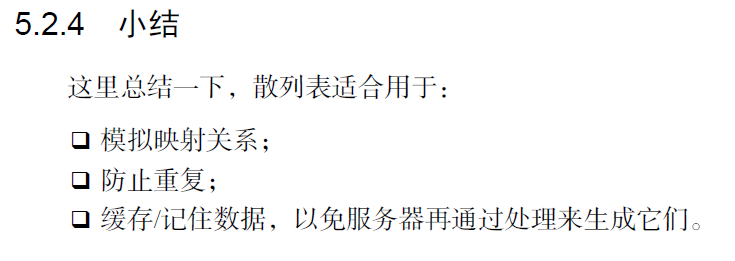 5.2.4 小结
这里总结一下，散列表适合用于：
❑ 模拟映射关系；
❑ 防止重复；
❑ 缓存/记住数据，以免服务器再通过处理来生成它们。